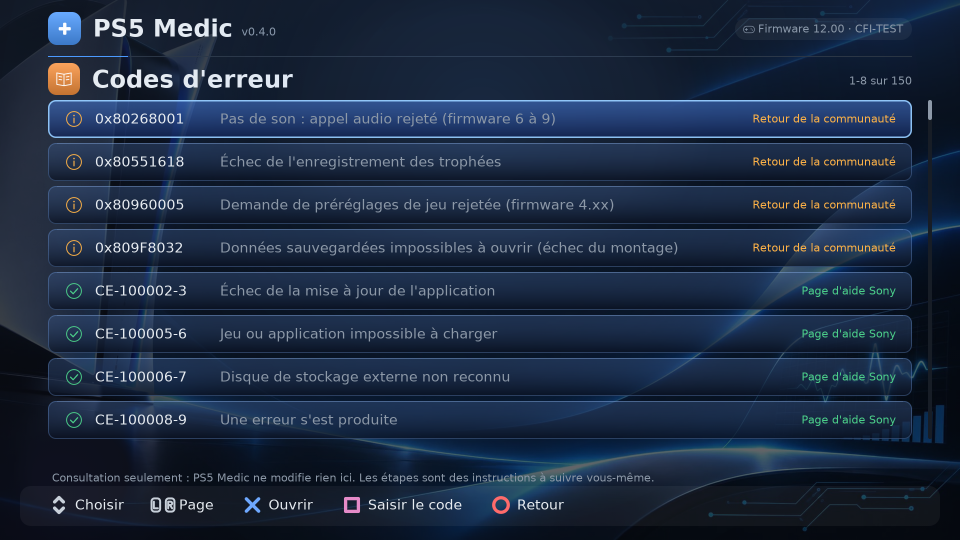 PS5 Medic v0.4.0
Firmware 12.00 · CFI-TEST
Codes d'erreur
1-8 sur 150
0x80268001 Pas de son : appel audio rejeté (firmware 6 à 9) Retour de la communauté
0x80551618 Échec de l'enregistrement des trophées Retour de la communauté
0x80960005 Demande de préréglages de jeu rejetée (firmware 4.xx) Retour de la communauté
0x809F8032 Données sauvegardées impossibles à ouvrir (échec du montage) Retour de la communauté
CE-100002-3 Échec de la mise à jour de l'application Page d'aide Sony
CE-100005-6 Jeu ou application impossible à charger Page d'aide Sony
CE-100006-7 Disque de stockage externe non reconnu Page d'aide Sony
CE-100008-9 Une erreur s'est produite Page d'aide Sony
Consultation seulement : PS5 Medic ne modifie rien ici. Les étapes sont des instructions à suivre vous-même.
Choisir L R Page Ouvrir Saisir le code Retour